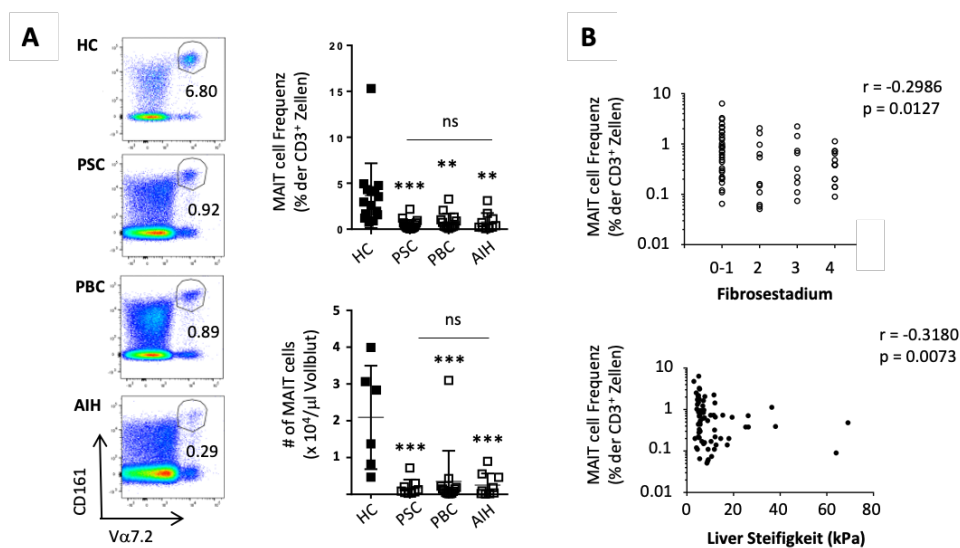 A
HC
6.80
PSC
0.92
PBC
0.89
AIH
0.29
CD161
Vα7.2
MAIT cell Frequenz
(% der CD3+ Zellen)
20
15
10
5
0
ns
***
**
**
HC
PSC
PBC
AIH
# of MAIT cells
(x 10⁴/µl Vollblut)
5
4
3
2
1
ns
***
***
***
HC
PSC
PBC
AIH
B
r = -0.2986
p = 0.0127
MAIT cell Frequenz
(% der CD3+ Zellen)
10
1
0.1
0.01
0-1 2 3 4
Fibrosestadium
r = -0.3180
p = 0.0073
MAIT cell Frequenz
(% der CD3+ Zellen)
10
1
0.1
0.01
0 20 40 60 80
Liver Steifigkeit (kPa)